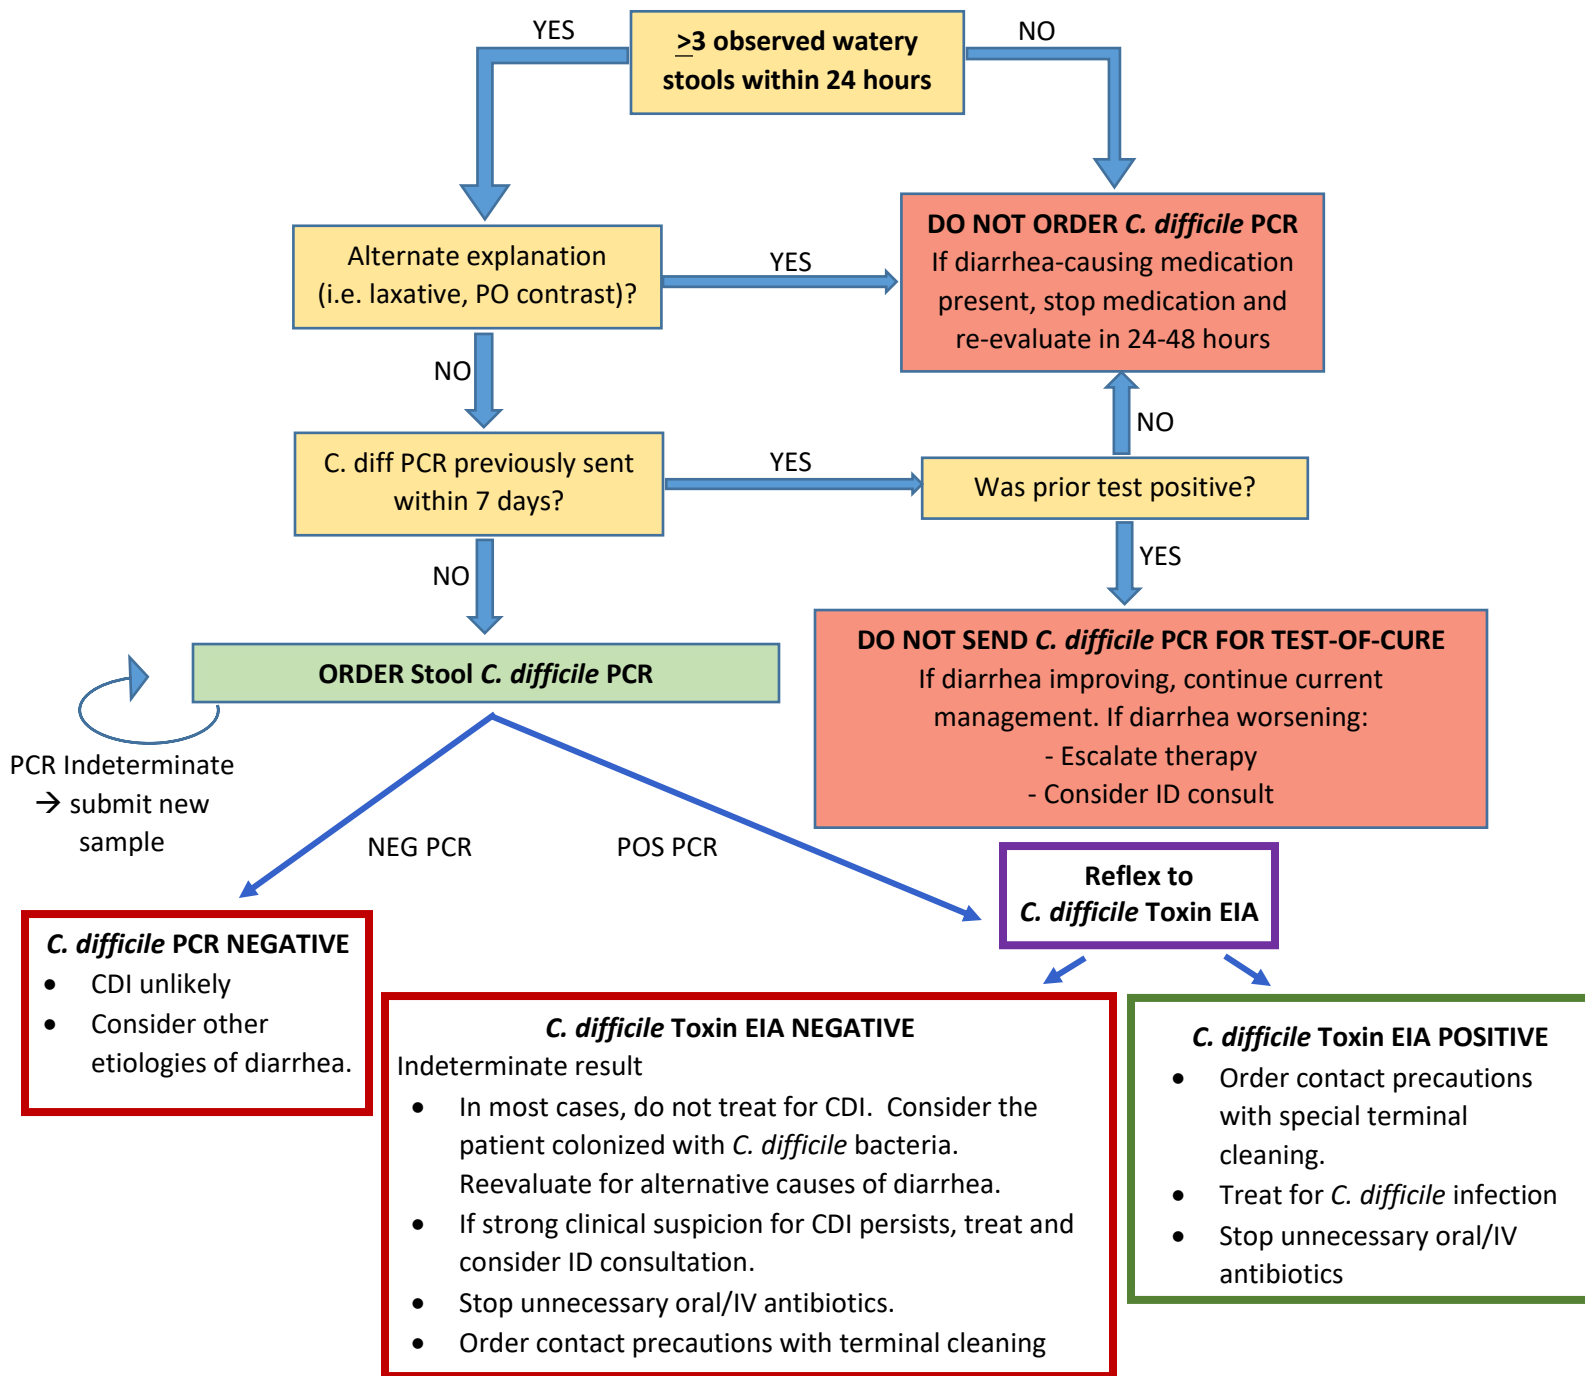 YES
>3 observed watery
stools within 24 hours
NO
Alternate explanation
(i.e. laxative, PO contrast)?
YES
DO NOT ORDER C. difficile PCR
If diarrhea-causing medication
present, stop medication and
re-evaluate in 24-48 hours
NO
NO
C. diff PCR previously sent
within 7 days?
YES
Was prior test positive?
NO
YES
ORDER Stool C. difficile PCR
DO NOT SEND C. difficile PCR FOR TEST-OF-CURE
If diarrhea improving, continue current
management. If diarrhea worsening:
- Escalate therapy
- Consider ID consult
PCR Indeterminate
→ submit new
sample
NEG PCR
POS PCR
Reflex to
C. difficile Toxin EIA
C. difficile PCR NEGATIVE
• CDI unlikely
• Consider other
etiologies of diarrhea.
C. difficile Toxin EIA NEGATIVE
Indeterminate result
• In most cases, do not treat for CDI.  Consider the
patient colonized with C. difficile bacteria.
Reevaluate for alternative causes of diarrhea.
• If strong clinical suspicion for CDI persists, treat and
consider ID consultation.
• Stop unnecessary oral/IV antibiotics.
• Order contact precautions with terminal cleaning
C. difficile Toxin EIA POSITIVE
• Order contact precautions
with special terminal
cleaning.
• Treat for C. difficile infection
• Stop unnecessary oral/IV
antibiotics